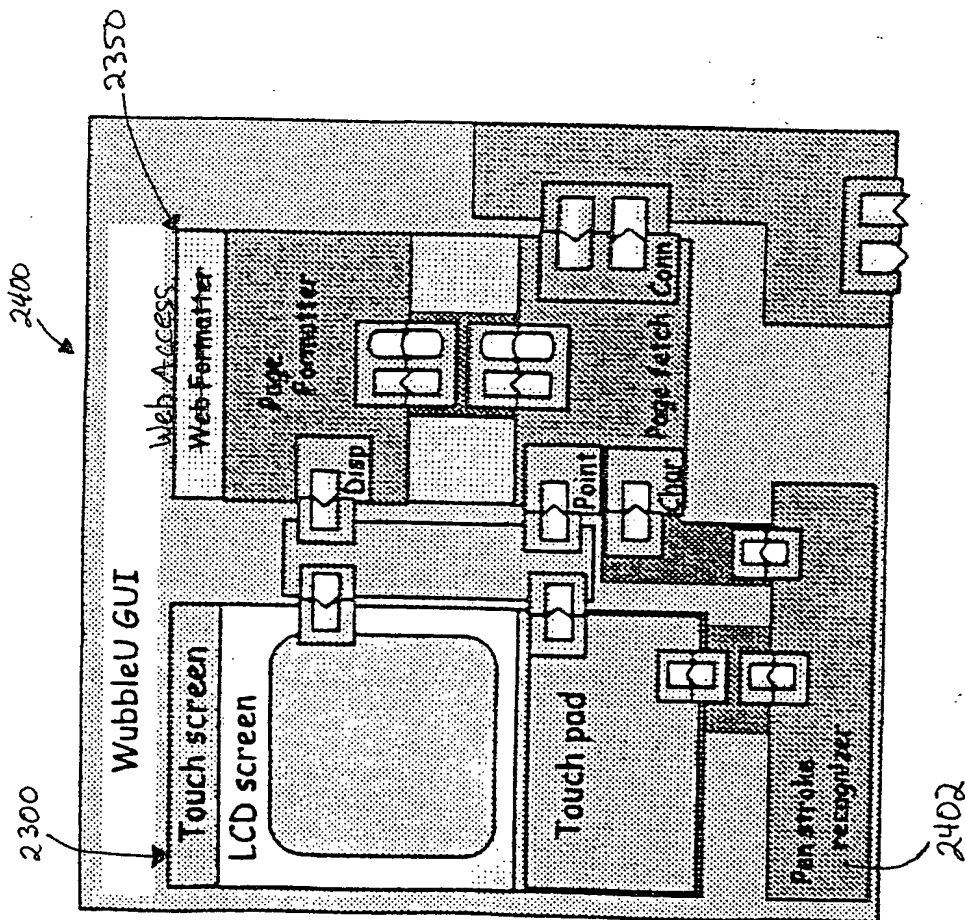 2400
2350
2300
WubbleU GUI
Touch screen
LCD screen
Touch pad
Pen stroke
recognizer
2402
Web Access
Web Formatter
Page
Formatter
Disp
Point
Char
Page fetch
Conn